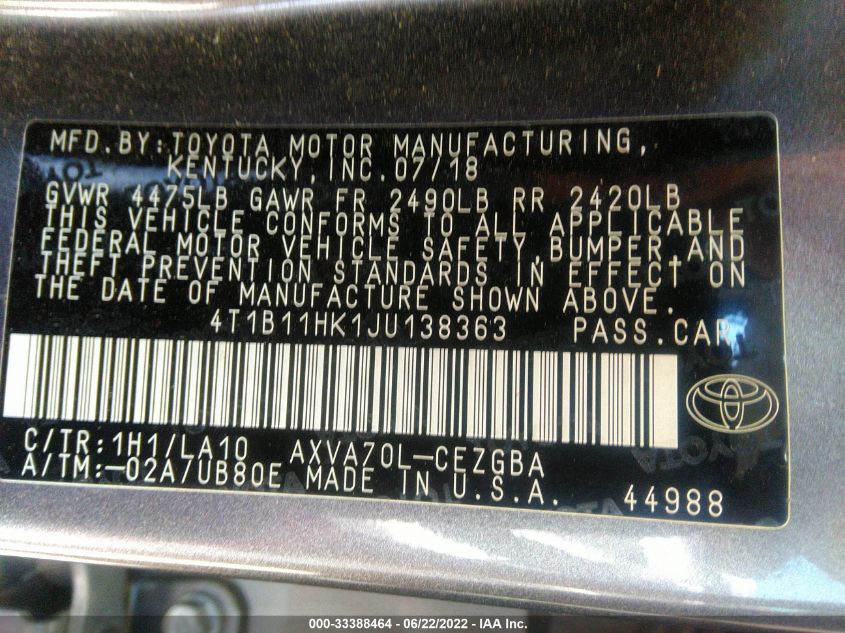 MFD.BY:TOYOTA MOTOR MANUFACTURING,
KENTUCKY, INC.07/18
GVWR 4475LB GAWR FR 2490LB RR 2420LB
THIS VEHICLE CONFORMS TO ALL APPLICABLE
FEDERAL MOTOR VEHICLE SAFETY,BUMPER,AND
THEFT PREVENTION STANDARDS IN EFFECT ON
THE DATE OF MANUFACTURE SHOWN ABOVE.
4T1B11HK1JU138363 PASS.CAR
C/TR:1H1/LA10 AXVA70L-CEZGBA
A/TM:-02A/UB80E MADE IN U.S.A. 44988
000-33388464 - 06/22/2022 - IAA Inc.